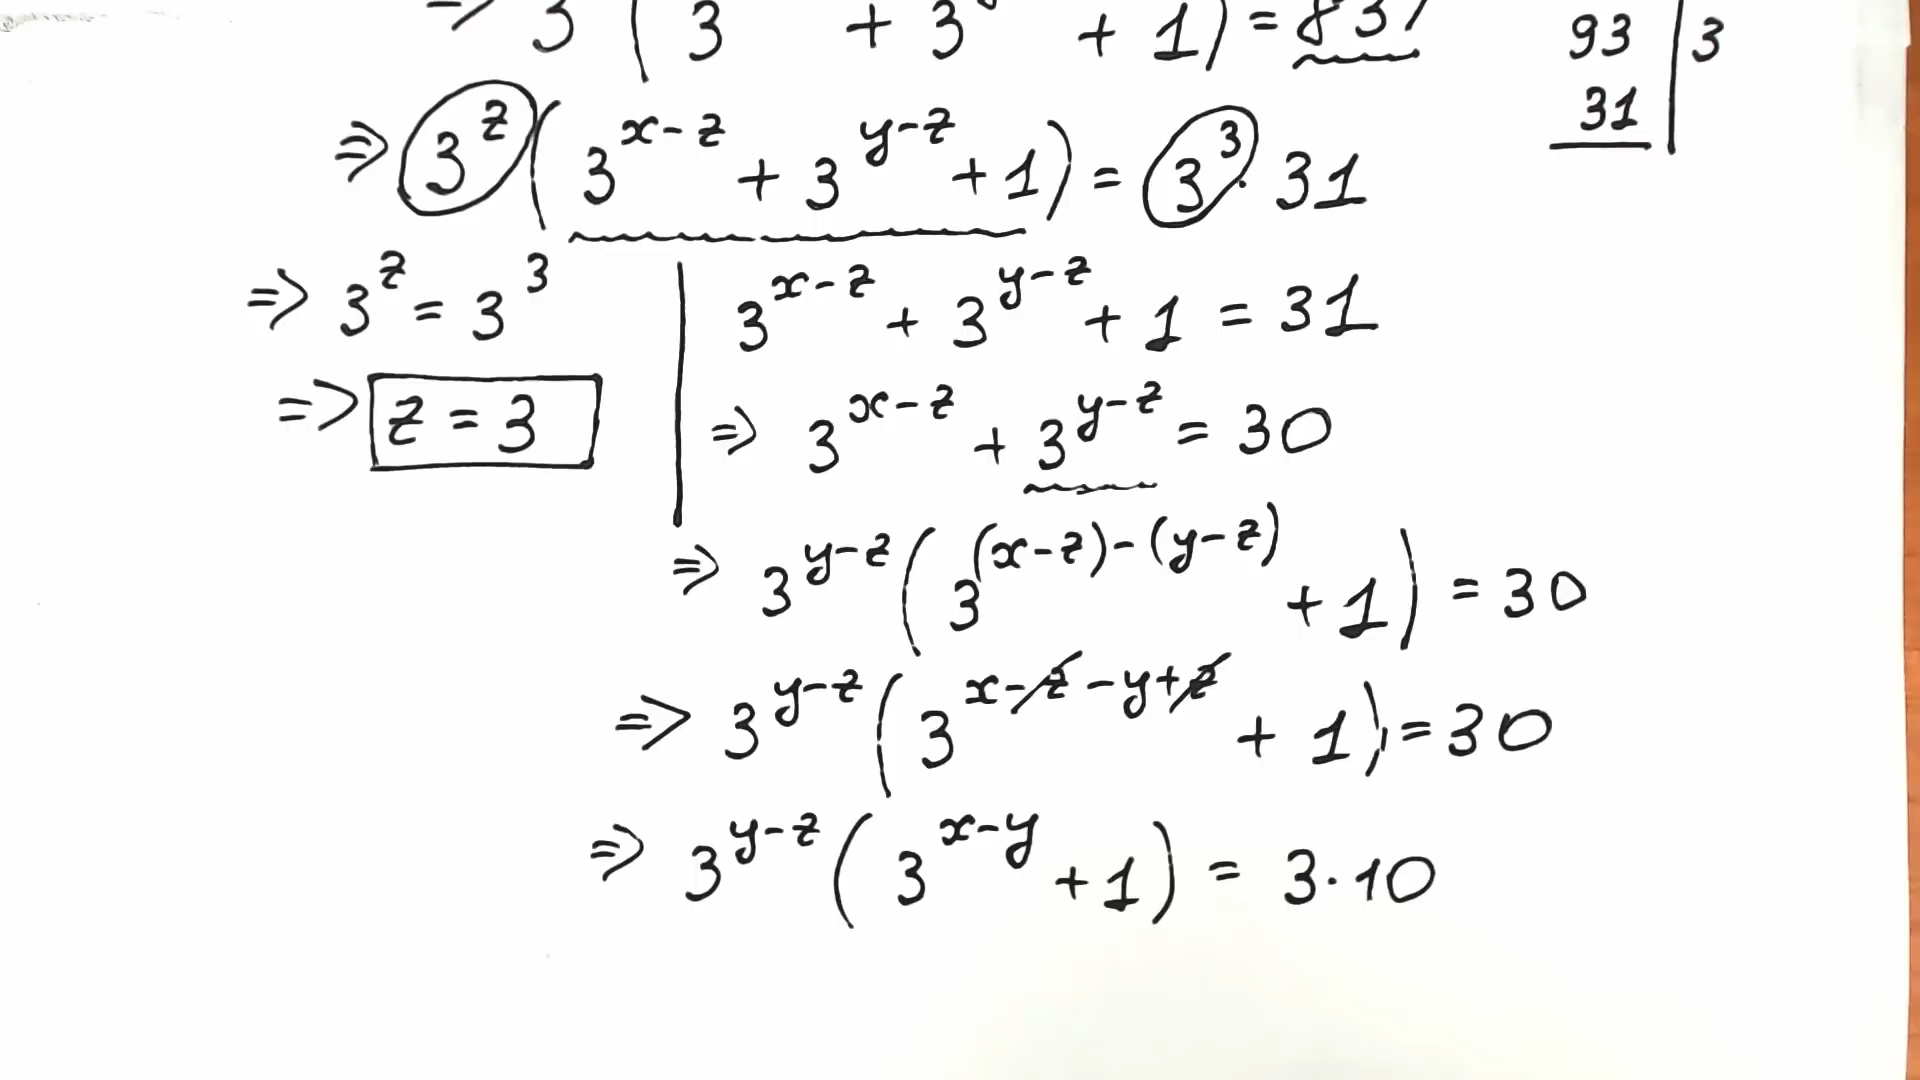 => 3 ( 3 + 3 + 1) = 837
93 | 3
31
=> 3^z (3^{x-z} + 3^{y-z} + 1) = 3^3 · 31
=> 3^z = 3^3 | 3^{x-z} + 3^{y-z} + 1 = 31
=> z = 3 | => 3^{x-z} + 3^{y-z} = 30
=> 3^{y-z} (3^{(x-z)-(y-z)} + 1) = 30
=> 3^{y-z} (3^{x-z-y+z} + 1) = 30
=> 3^{y-z} (3^{x-y} + 1) = 3·10